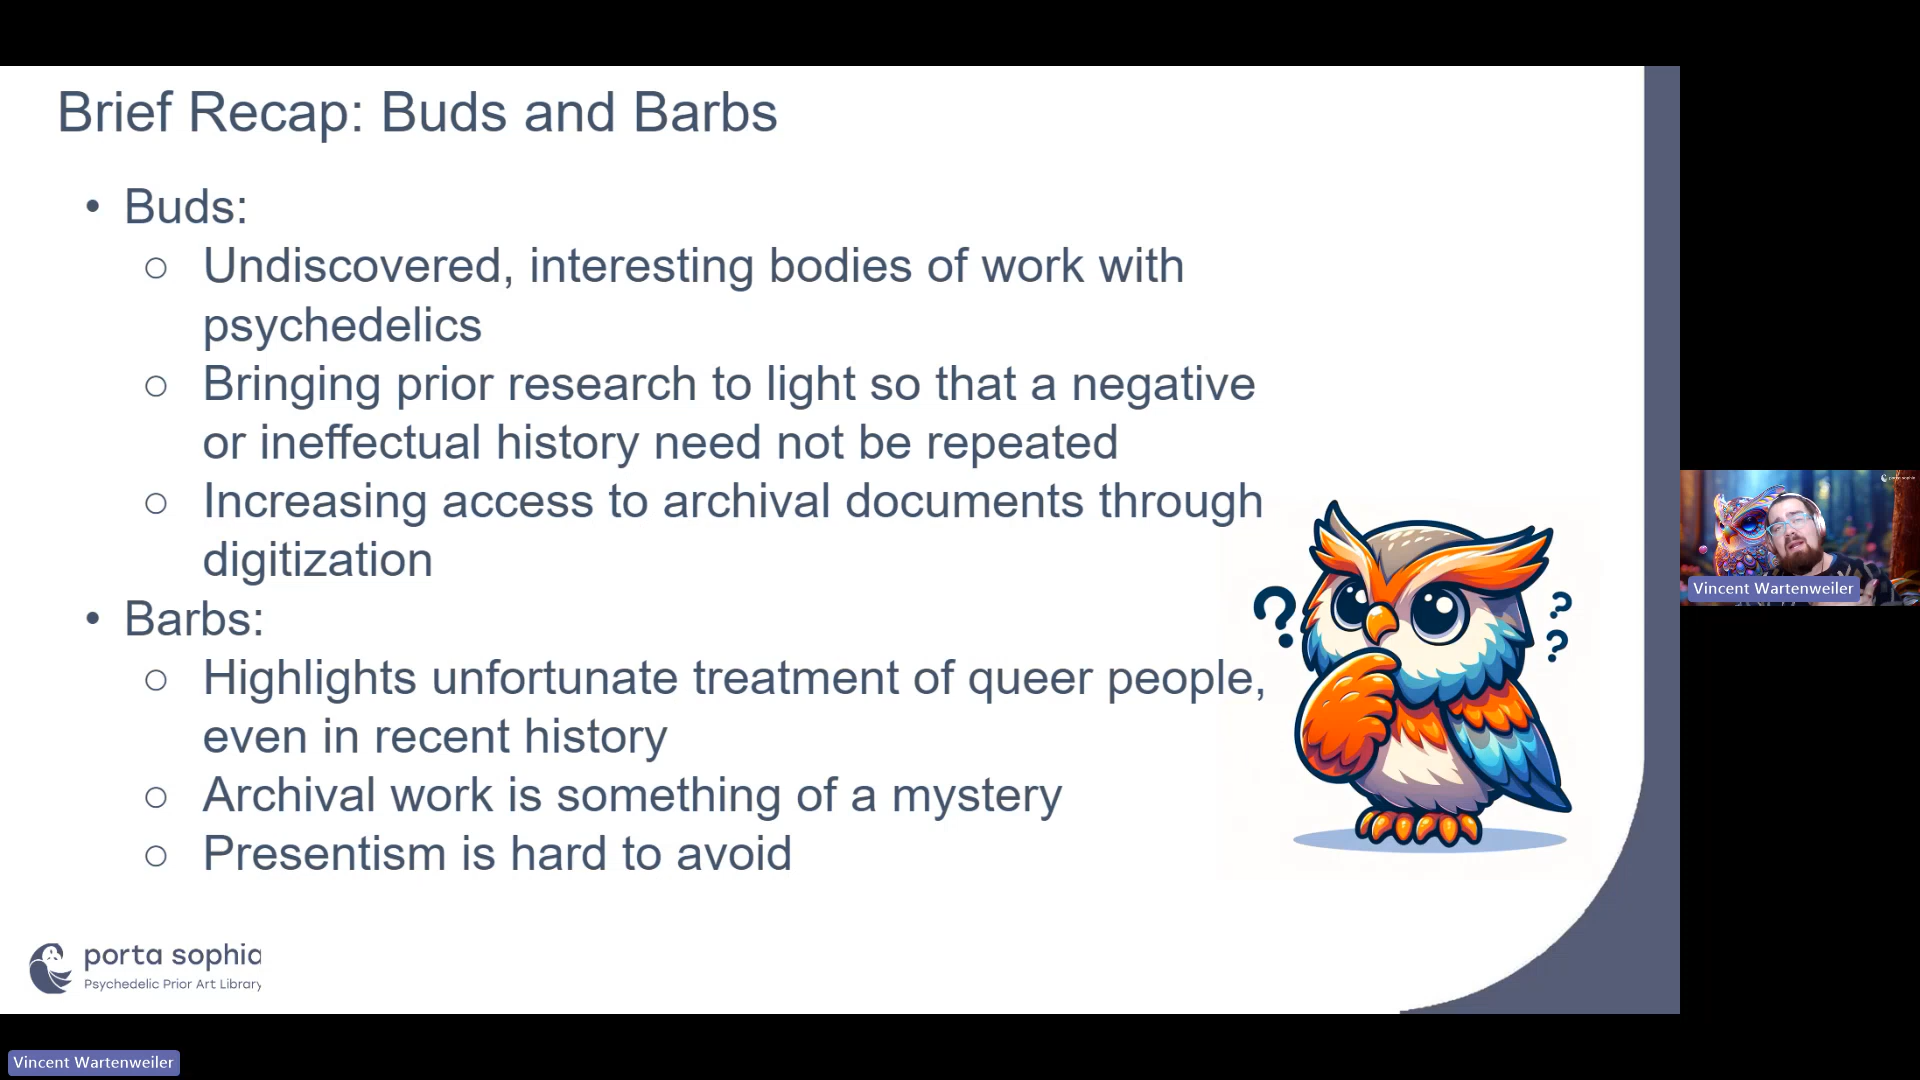 Brief Recap: Buds and Barbs
• Buds:
○ Undiscovered, interesting bodies of work with
psychedelics
○ Bringing prior research to light so that a negative
or ineffectual history need not be repeated
○ Increasing access to archival documents through
digitization
• Barbs:
○ Highlights unfortunate treatment of queer people,
even in recent history
○ Archival work is something of a mystery
○ Presentism is hard to avoid
?
?
?
porta sophia
Psychedelic Prior Art Library
Vincent Wartenweiler
Vincent Wartenweiler